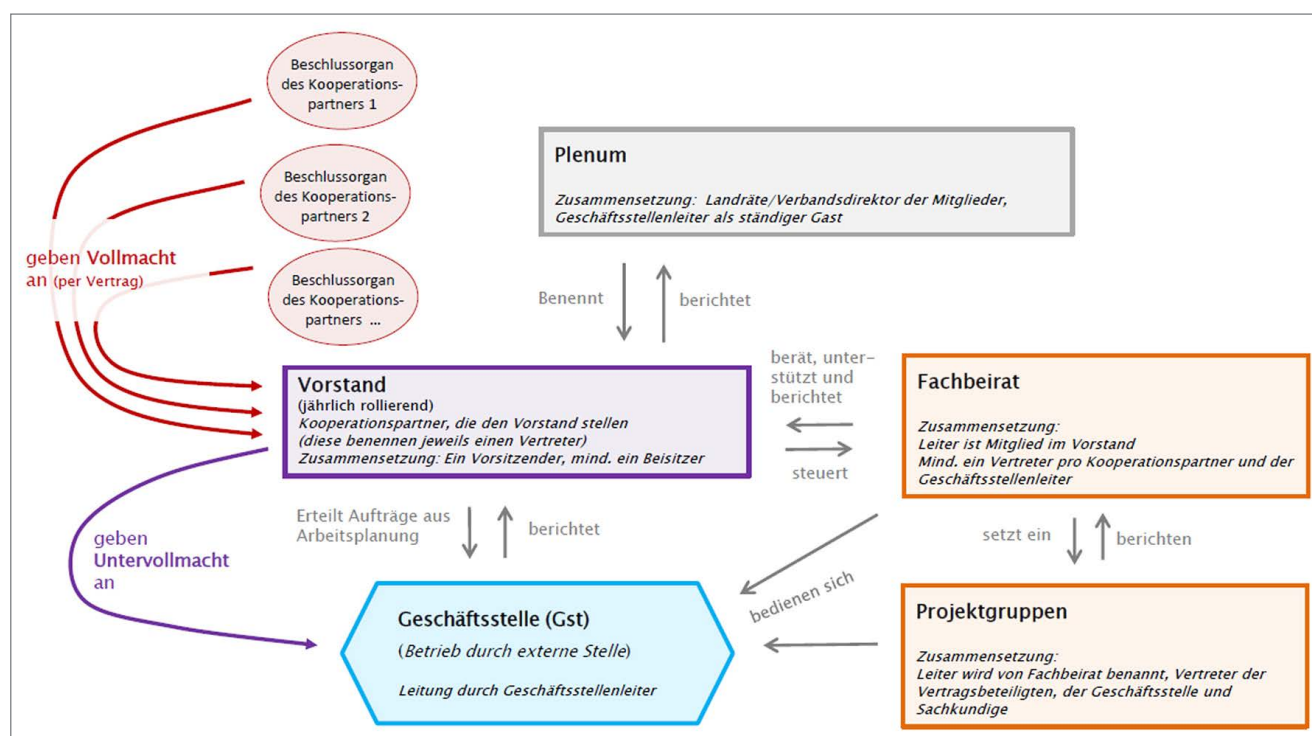 Beschlussorgan
des Kooperations-
partners 1
Beschlussorgan
des Kooperations-
partners 2
Beschlussorgan
des Kooperations-
partners ...
geben Vollmacht
an (per Vertrag)
Plenum
Zusammensetzung: Landräte/Verbandsdirektor der Mitglieder,
Geschäftsstellenleiter als ständiger Gast
Benennt
berichtet
Vorstand
(jährlich rollierend)
Kooperationspartner, die den Vorstand stellen
(diese benennen jeweils einen Vertreter)
Zusammensetzung: Ein Vorsitzender, mind. ein Beisitzer
berät, unter-
stützt und
berichtet
steuert
Fachbeirat
Zusammensetzung:
Leiter ist Mitglied im Vorstand
Mind. ein Vertreter pro Kooperationspartner und der
Geschäftsstellenleiter
geben
Untervollmacht
an
Erteilt Aufträge aus
Arbeitsplanung
berichtet
setzt ein
berichten
bedienen sich
Geschäftsstelle (Gst)
(Betrieb durch externe Stelle)
Leitung durch Geschäftsstellenleiter
Projektgruppen
Zusammensetzung:
Leiter wird von Fachbeirat benannt, Vertreter der
Vertragsbeteiligten, der Geschäftsstelle und
Sachkundige